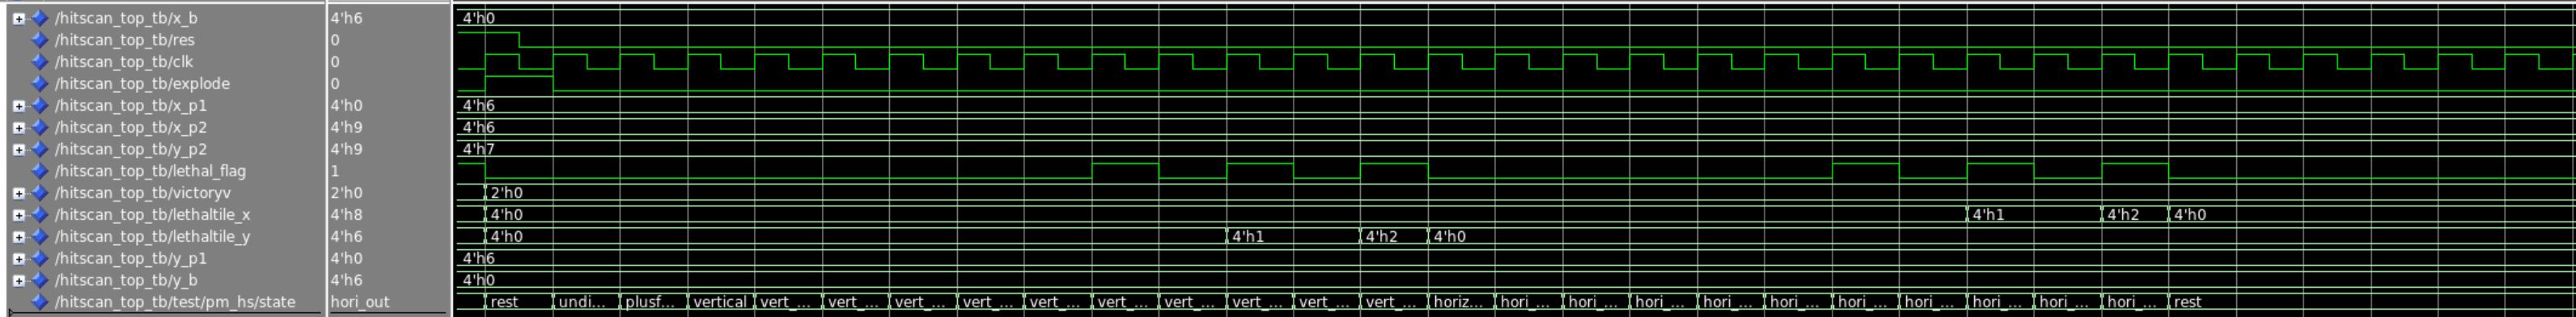 /hitscan_top_tb/x_b 4'h6 4'h0
/hitscan_top_tb/res 0
/hitscan_top_tb/clk 0
/hitscan_top_tb/explode 0
/hitscan_top_tb/x_p1 4'h0 4'h6
/hitscan_top_tb/x_p2 4'h9 4'h6
/hitscan_top_tb/y_p2 4'h9 4'h7
/hitscan_top_tb/lethal_flag 1
/hitscan_top_tb/victoryv 2'h0 2'h0
/hitscan_top_tb/lethaltile_x 4'h8 4'h0 4'h1 4'h2 4'h0
/hitscan_top_tb/lethaltile_y 4'h6 4'h0 4'h1 4'h2 4'h0
/hitscan_top_tb/y_p1 4'h0 4'h6
/hitscan_top_tb/y_b 4'h6 4'h0
/hitscan_top_tb/test/pm_hs/state hori_out rest undi... plusf... vertical vert_... vert_... vert_... vert_... vert_... vert_... vert_... vert_... vert_... vert_... horiz... hori_... hori_... hori_... hori_... hori_... hori_... hori_... hori_... hori_... hori_... rest